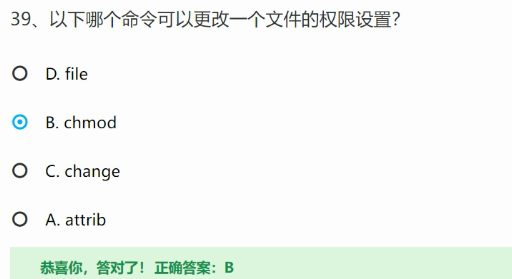 39、以下哪个命令可以更改一个文件的权限设置？
D. file
B. chmod
C. change
A. attrib
恭喜你，答对了！正确答案：B